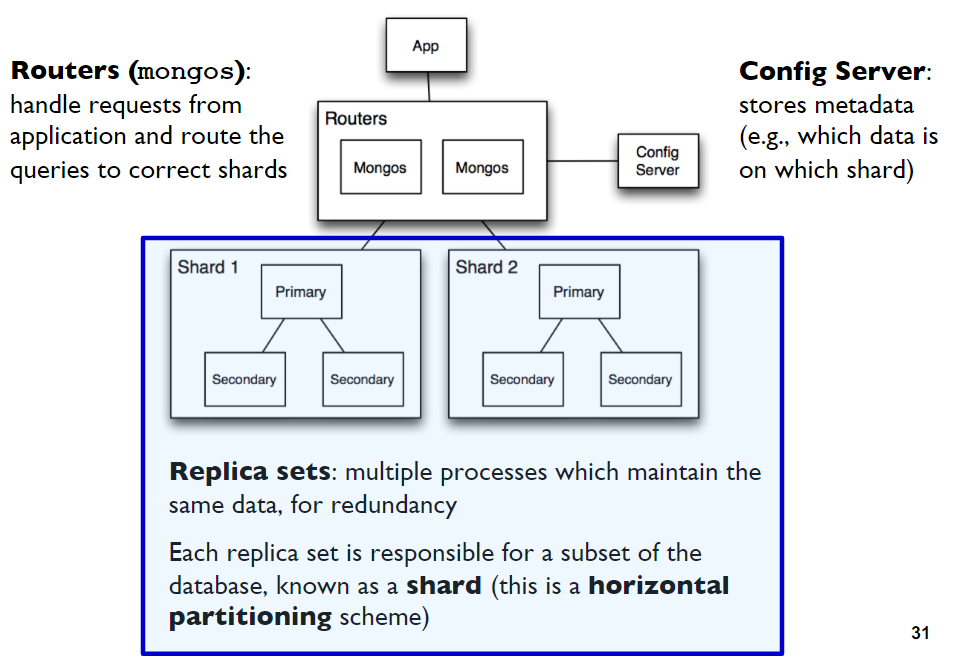 App
Routers (mongos):
handle requests from
application and route the
queries to correct shards
Routers
Mongos
Mongos
Config
Server
Config Server:
stores metadata
(e.g., which data is
on which shard)
Shard 1
Primary
Secondary
Secondary
Shard 2
Primary
Secondary
Secondary
Replica sets: multiple processes which maintain the
same data, for redundancy
Each replica set is responsible for a subset of the
database, known as a shard (this is a horizontal
partitioning scheme)
31